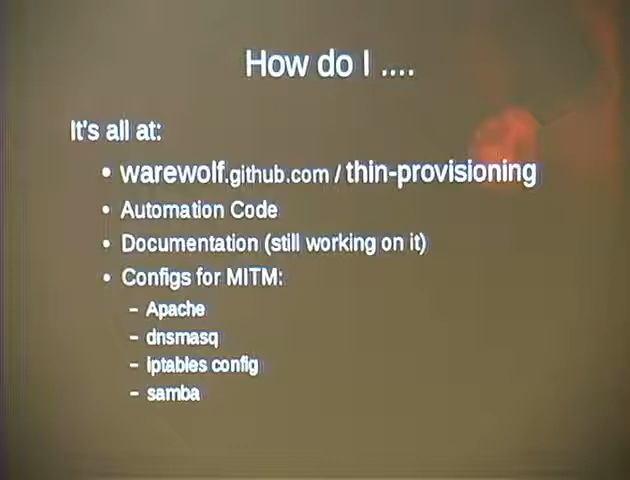 How do I ....
It's all at:
• warewolf.github.com / thin-provisioning
• Automation Code
• Documentation (still working on it)
• Configs for MITM:
– Apache
– dnsmasq
– iptables config
– samba